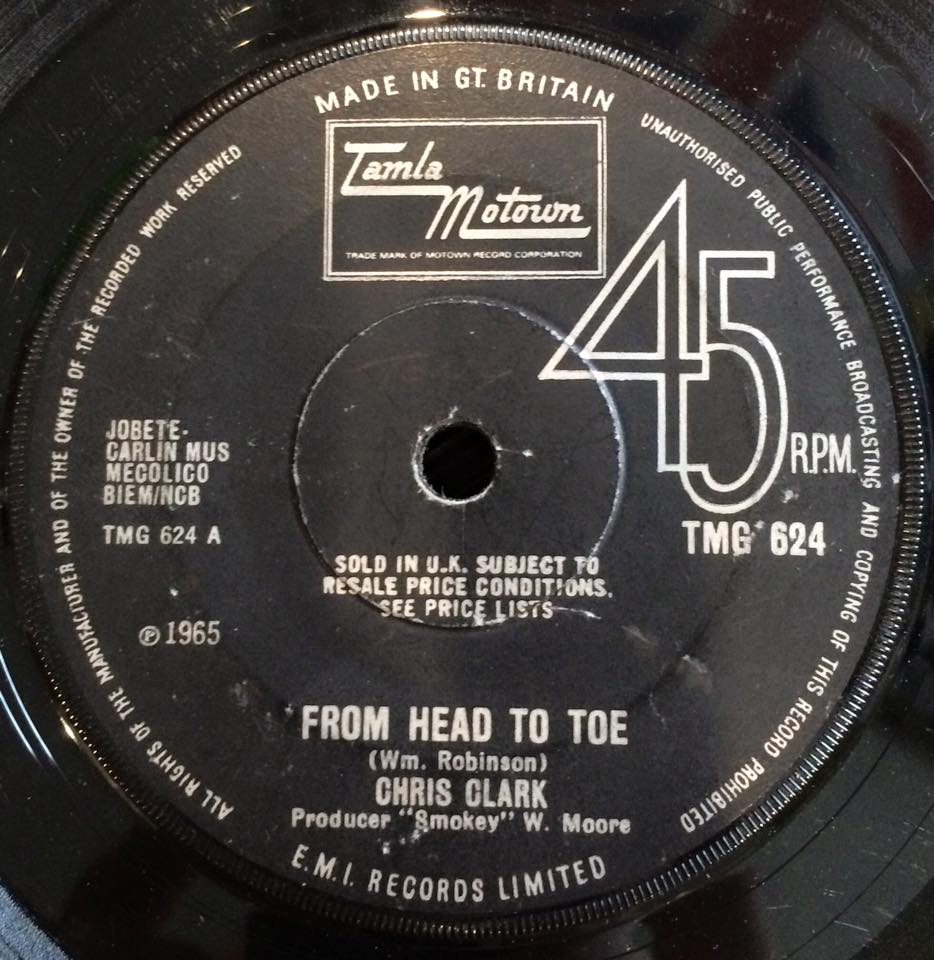 MADE IN GT. BRITAIN
Tamla
Motown
TRADE MARK OF MOTOWN RECORD CORPORATION
UNAUTHORISED PUBLIC PERFORMANCE BROADCASTING AND COPYING OF THIS RECORD PROHIBITED
ALL RIGHTS OF THE MANUFACTURER AND OF THE OWNER OF THE RECORDED WORK RESERVED
45
R.P.M.
TMG 624
JOBETE-
CARLIN MUS
MECOLICO
BIEM/NCB
TMG 624 A
℗ 1965
SOLD IN U.K. SUBJECT TO
RESALE PRICE CONDITIONS,
SEE PRICE LISTS
FROM HEAD TO TOE
(Wm. Robinson)
CHRIS CLARK
Producer "Smokey" W. Moore
E.M.I. RECORDS LIMITED